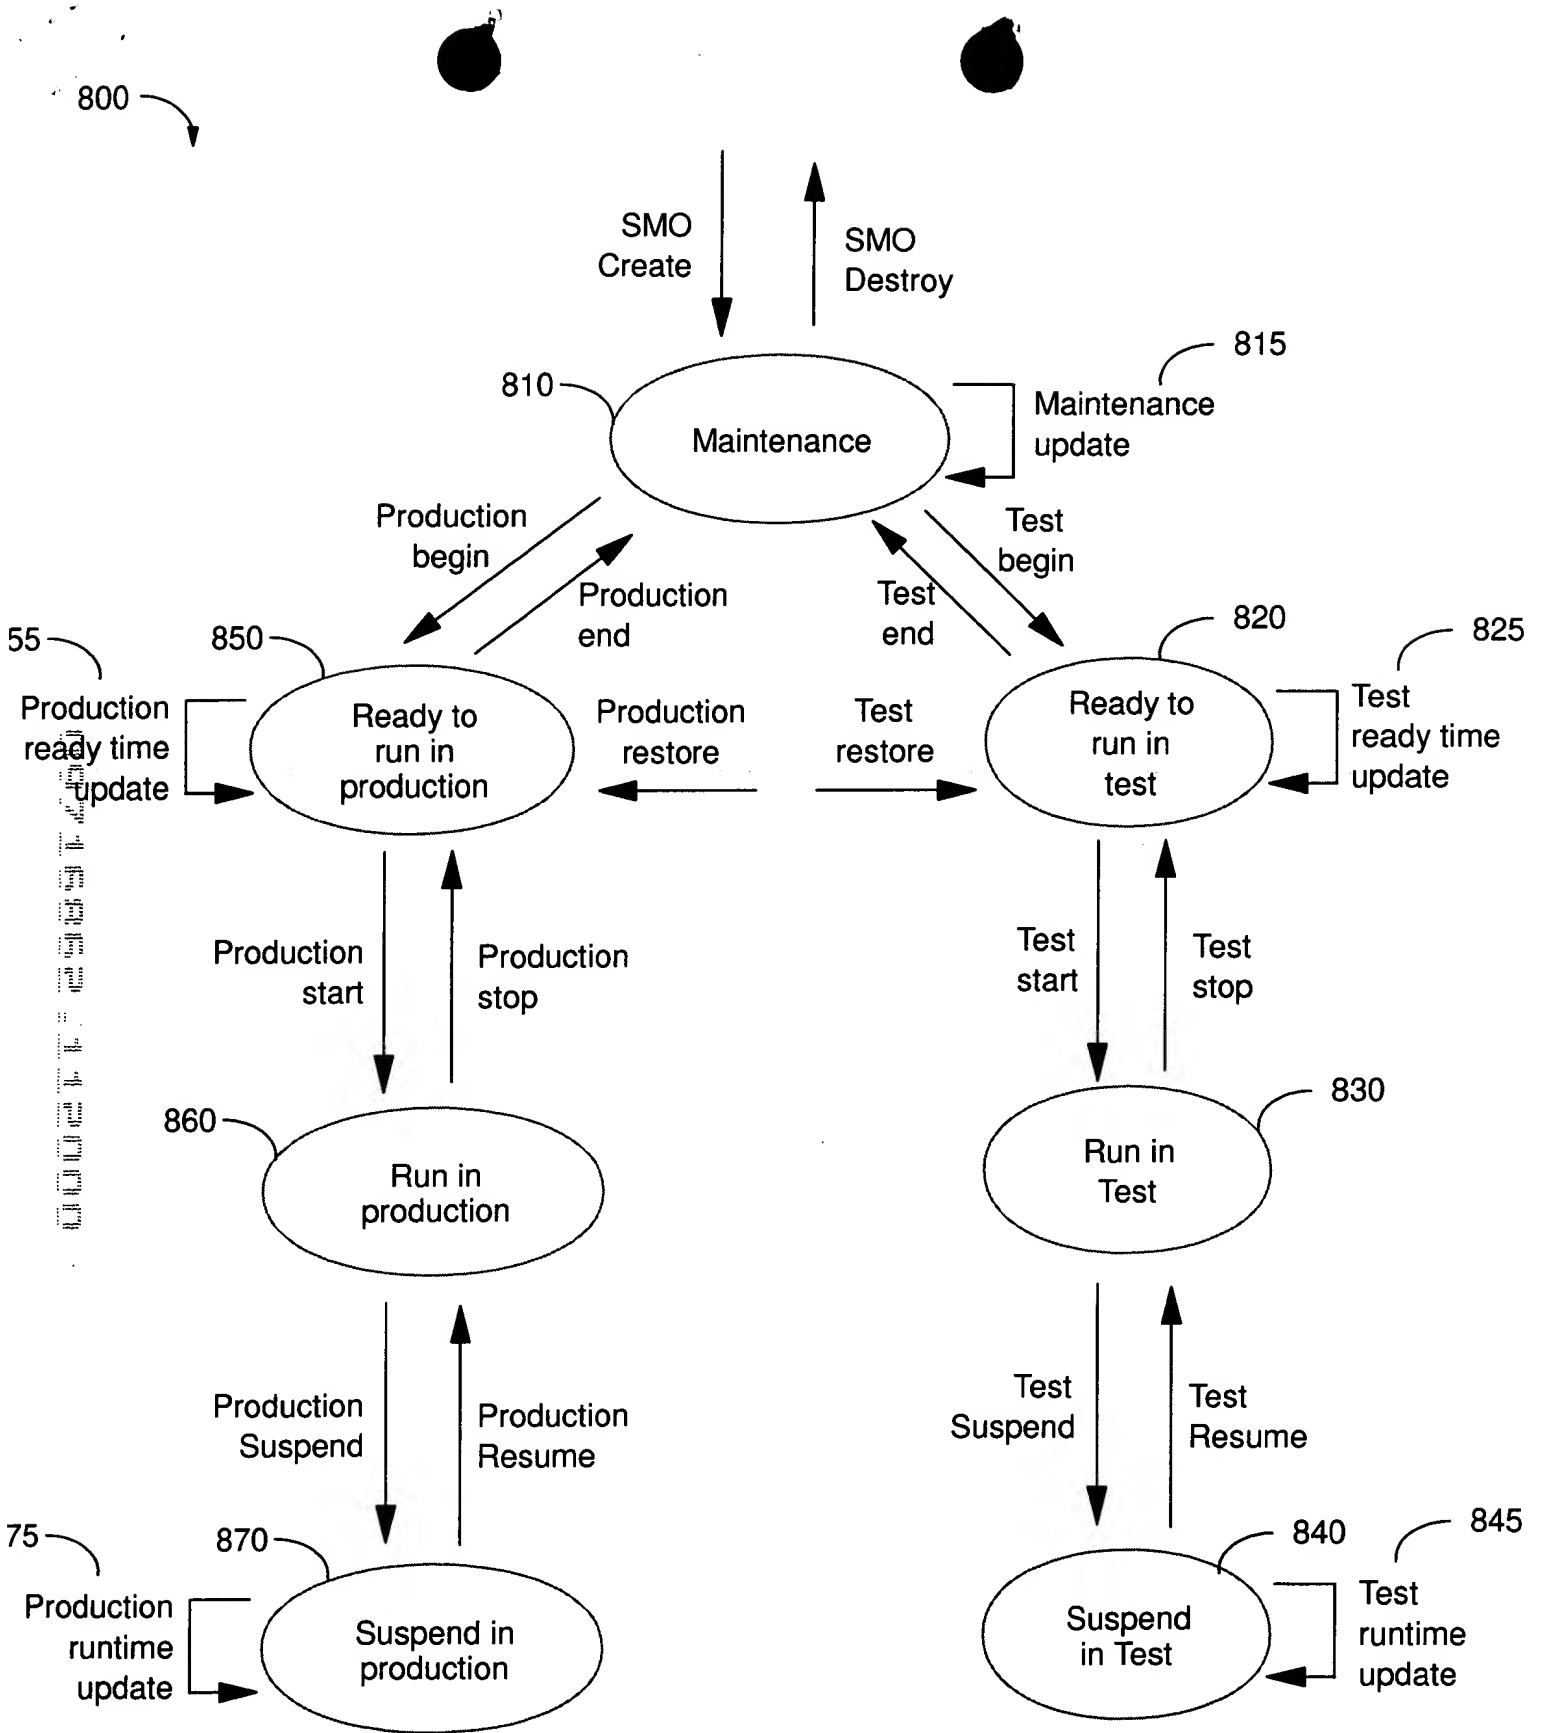 800
SMO
Create
SMO
Destroy
815
810
Maintenance
update
Maintenance
Production
begin
Test
begin
Production
end
Test
end
55
850
820
825
Production
ready time
update
Ready to
run in
production
Production
restore
Test
restore
Ready to
run in
test
Test
ready time
update
Production
start
Production
stop
Test
start
Test
stop
860
830
Run in
production
Run in
Test
Production
Suspend
Production
Resume
Test
Suspend
Test
Resume
75
870
840
845
Production
runtime
update
Suspend in
production
Suspend
in Test
Test
runtime
update